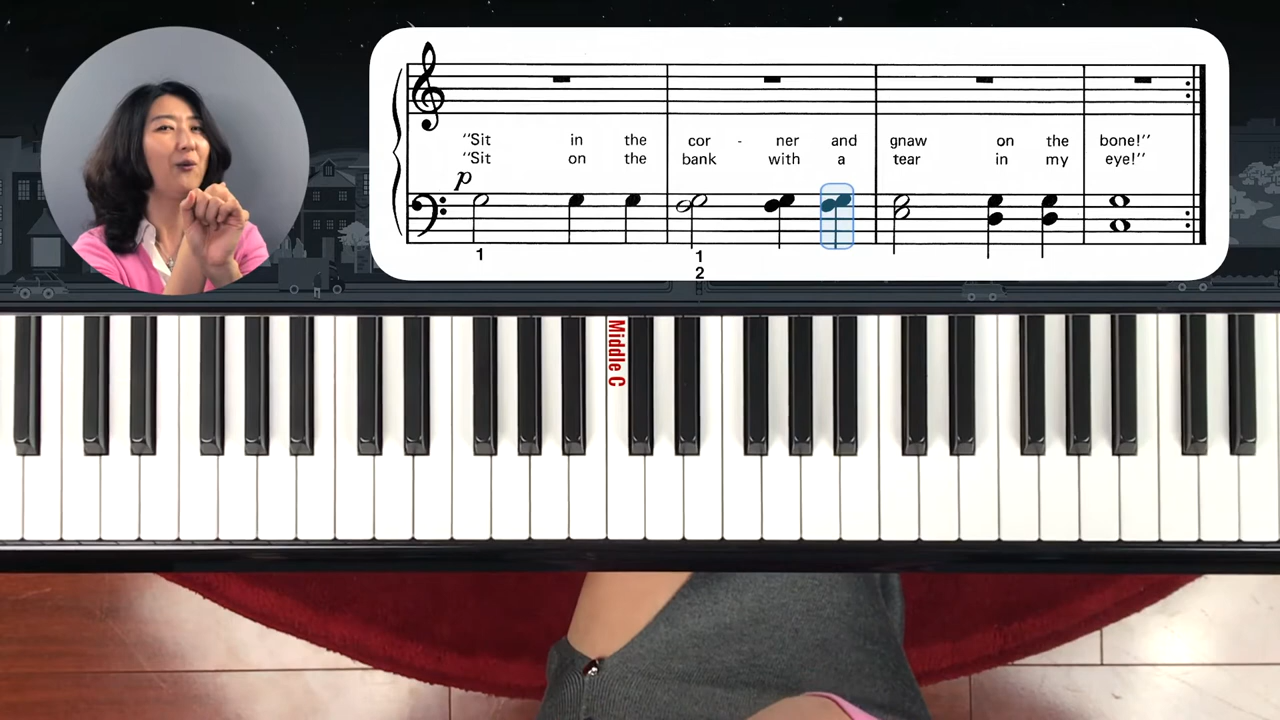 “Sit in the cor - ner and gnaw on the bone!”
“Sit on the bank with a tear in my eye!”
p
1 1
2
Middle C